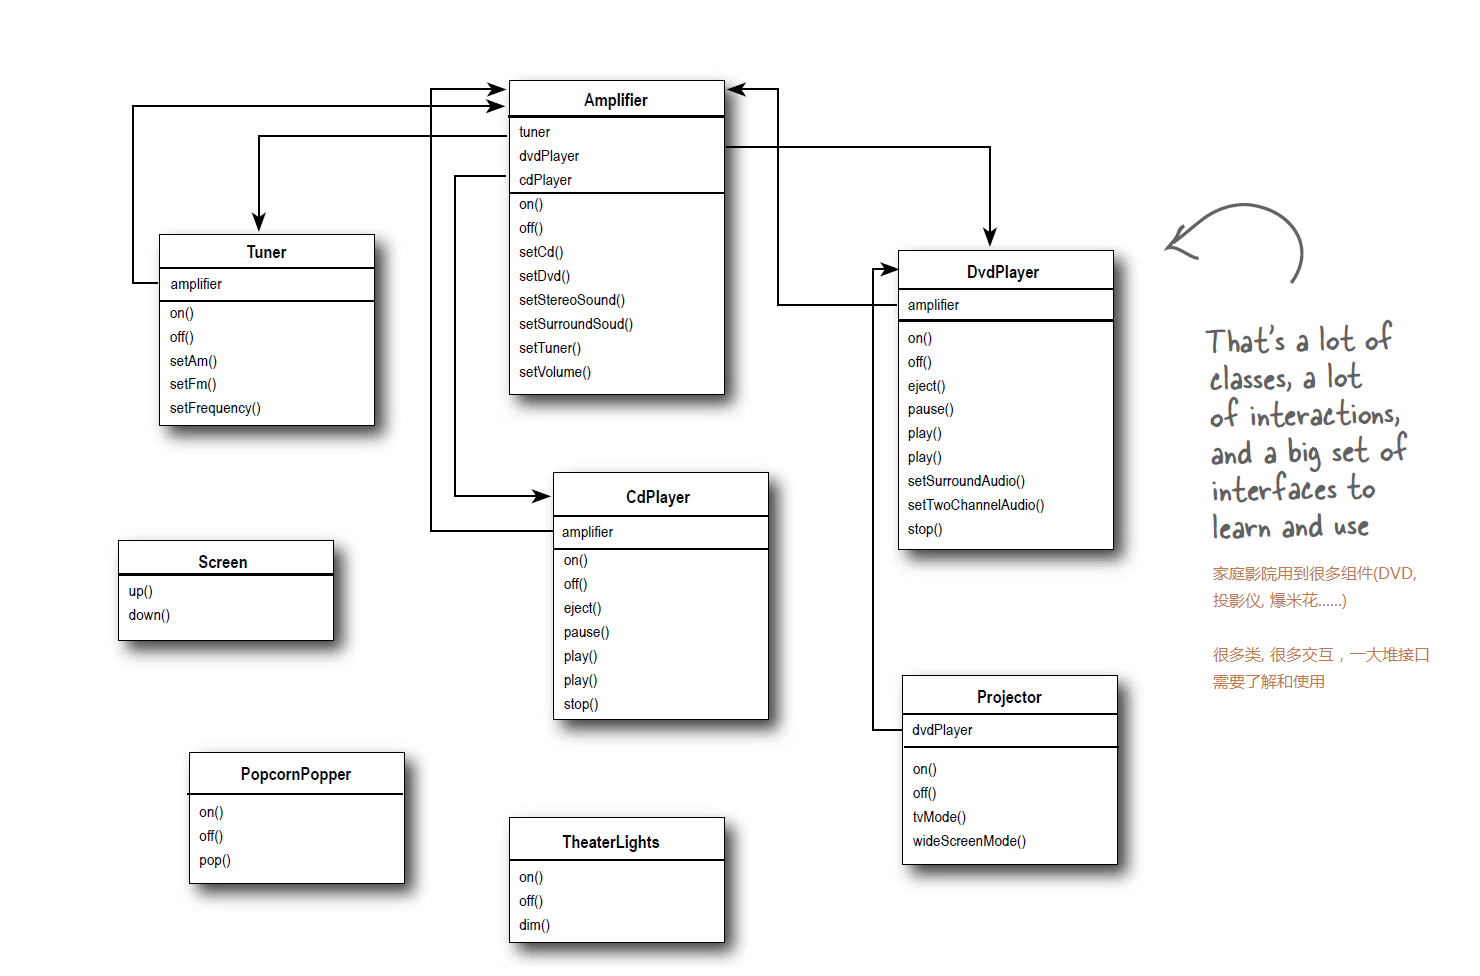 Amplifier
tuner
dvdPlayer
cdPlayer
on()
off()
setCd()
setDvd()
setStereoSound()
setSurroundSoud()
setTuner()
setVolume()
Tuner
amplifier
on()
off()
setAm()
setFm()
setFrequency()
DvdPlayer
amplifier
on()
off()
eject()
pause()
play()
play()
setSurroundAudio()
setTwoChannelAudio()
stop()
That's a lot of
classes, a lot
of interactions,
and a big set of
interfaces to
learn and use
家庭影院用到很多组件(DVD,
投影仪, 爆米花......)
很多类, 很多交互，一大堆接口
需要了解和使用
CdPlayer
amplifier
on()
off()
eject()
pause()
play()
play()
stop()
Screen
up()
down()
Projector
dvdPlayer
on()
off()
tvMode()
wideScreenMode()
PopcornPopper
on()
off()
pop()
TheaterLights
on()
off()
dim()